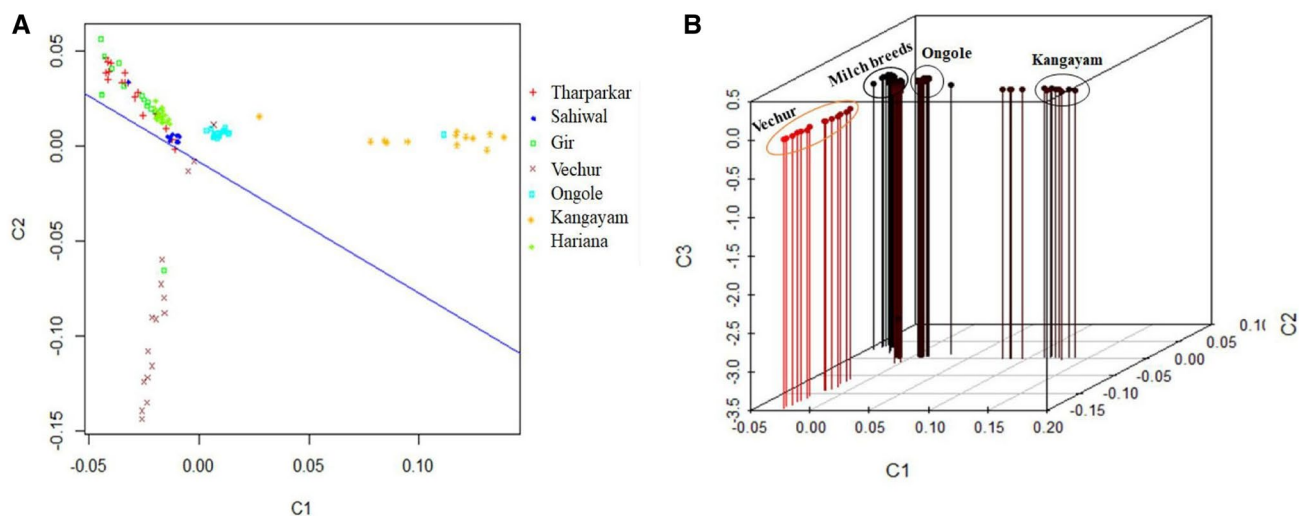 A
0.05
0.00
-0.05
-0.10
-0.15
C2
-0.05
0.00
0.05
0.10
C1
Tharparkar
Sahiwal
Gir
Vechur
Ongole
Kangayam
Hariana
B
Milch breeds
Ongole
Kangayam
Vechur
0.5
0.0
-0.5
-1.0
-1.5
-2.0
-2.5
-3.0
-3.5
C3
-0.05
0.00
0.05
0.10
0.15
0.20
C1
-0.15
-0.10
-0.05
0.00
0.05
C2